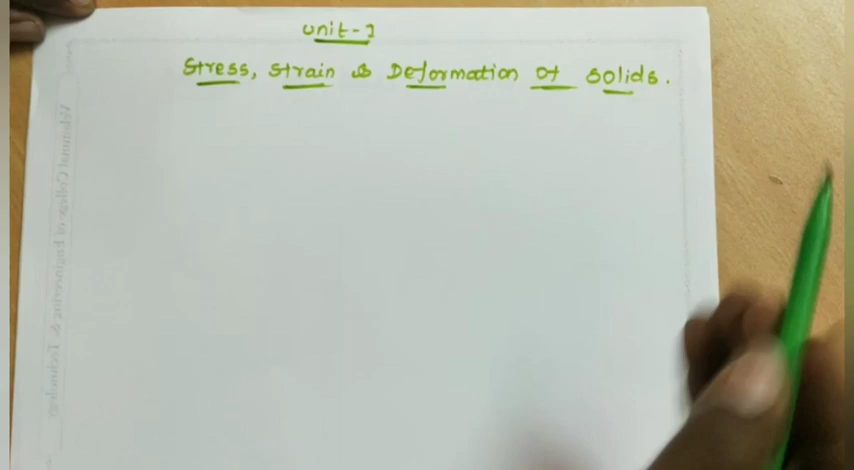 Unit-1
Stress, Strain & Deformation of Solids.